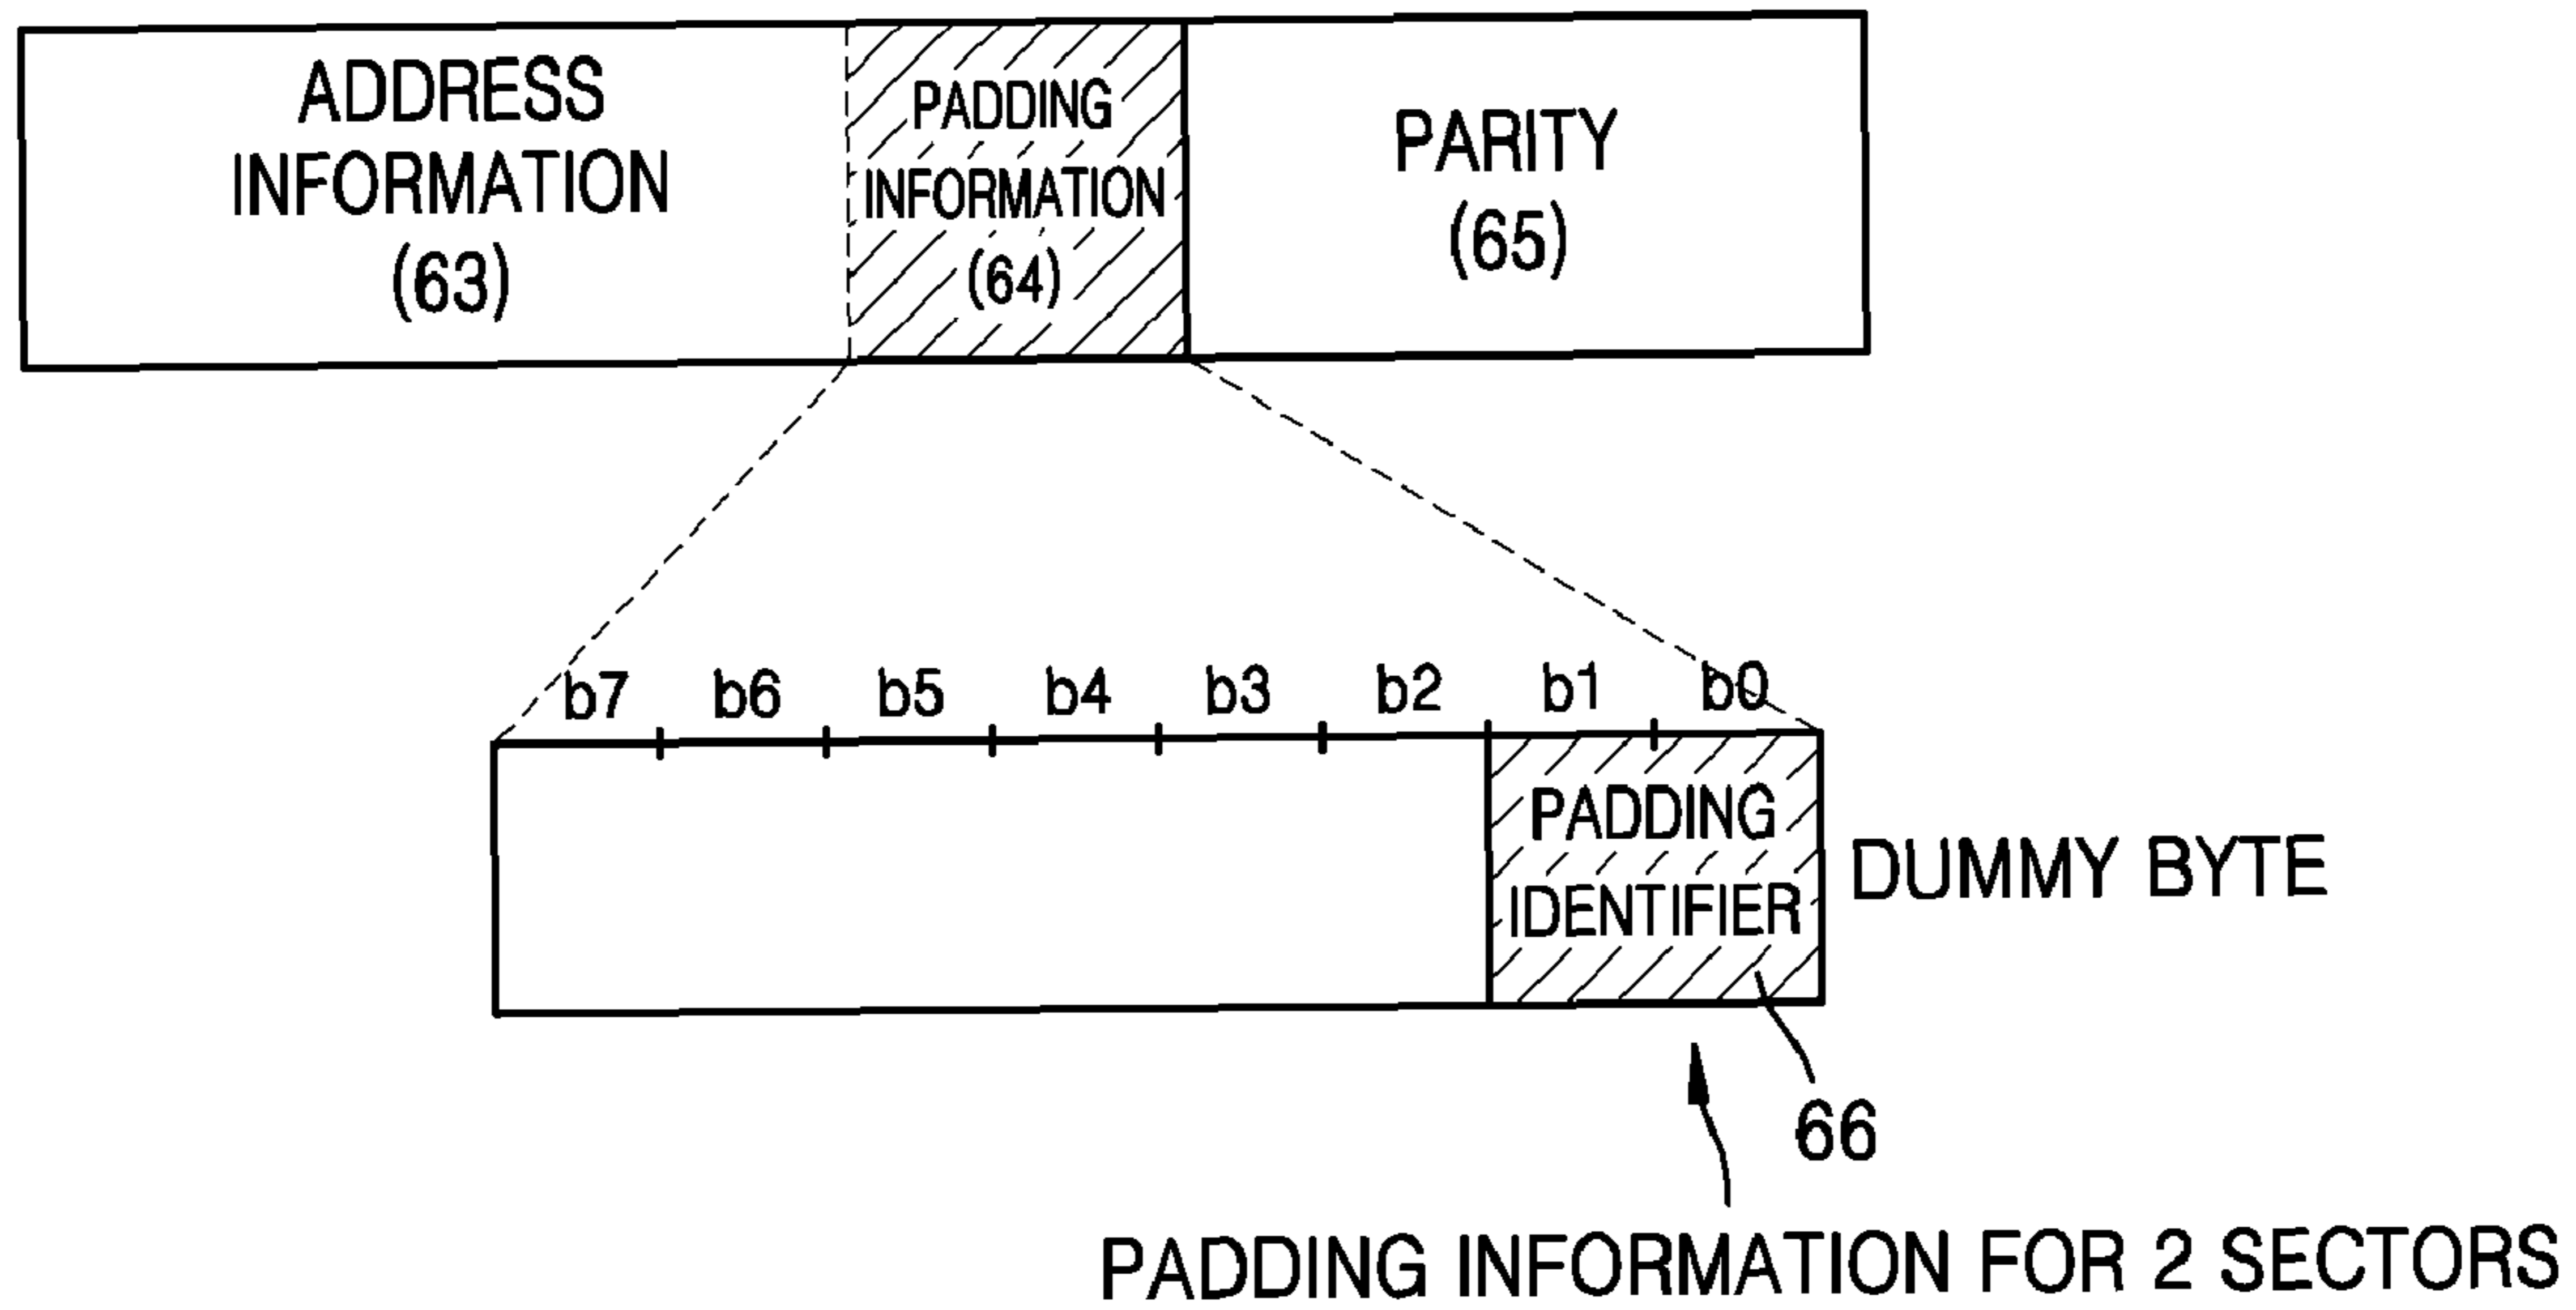 ADDRESS
INFORMATION
(63)
PADDING
INFORMATION
(64)
PARITY
(65)
b7 b6 b5 b4 b3 b2 b1 b0
PADDING
IDENTIFIER
DUMMY BYTE
66
PADDING INFORMATION FOR 2 SECTORS